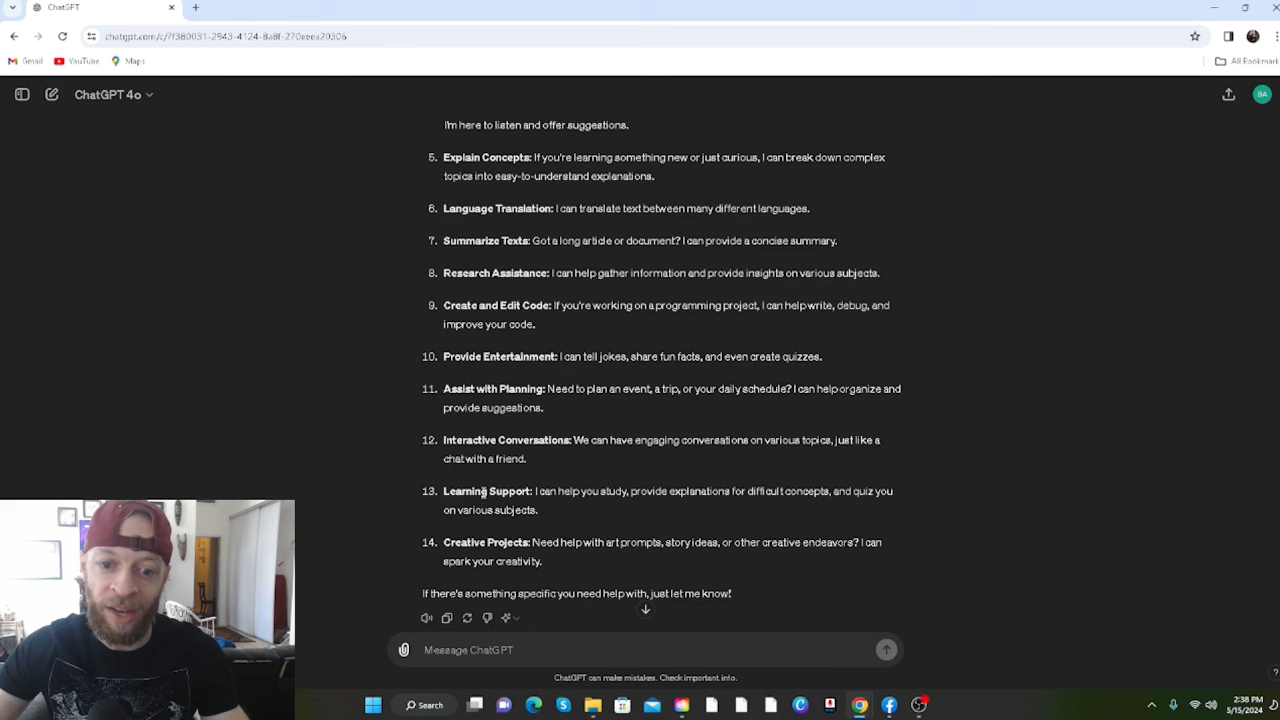 ChatGPT
chatgpt.com/c/7f380031-2943-4124-8a8f-270eeea20306
Gmail YouTube Maps All Bookmark
ChatGPT 4o BA
I'm here to listen and offer suggestions.
5. Explain Concepts: If you're learning something new or just curious, I can break down complex
topics into easy-to-understand explanations.
6. Language Translation: I can translate text between many different languages.
7. Summarize Texts: Got a long article or document? I can provide a concise summary.
8. Research Assistance: I can help gather information and provide insights on various subjects.
9. Create and Edit Code: If you're working on a programming project, I can help write, debug, and
improve your code.
10. Provide Entertainment: I can tell jokes, share fun facts, and even create quizzes.
11. Assist with Planning: Need to plan an event, a trip, or your daily schedule? I can help organize and
provide suggestions.
12. Interactive Conversations: We can have engaging conversations on various topics, just like a
chat with a friend.
13. Learning Support: I can help you study, provide explanations for difficult concepts, and quiz you
on various subjects.
14. Creative Projects: Need help with art prompts, story ideas, or other creative endeavors? I can
spark your creativity.
If there's something specific you need help with, just let me know!
Message ChatGPT
ChatGPT can make mistakes. Check important info.
?
Search
2:38 PM
5/15/2024